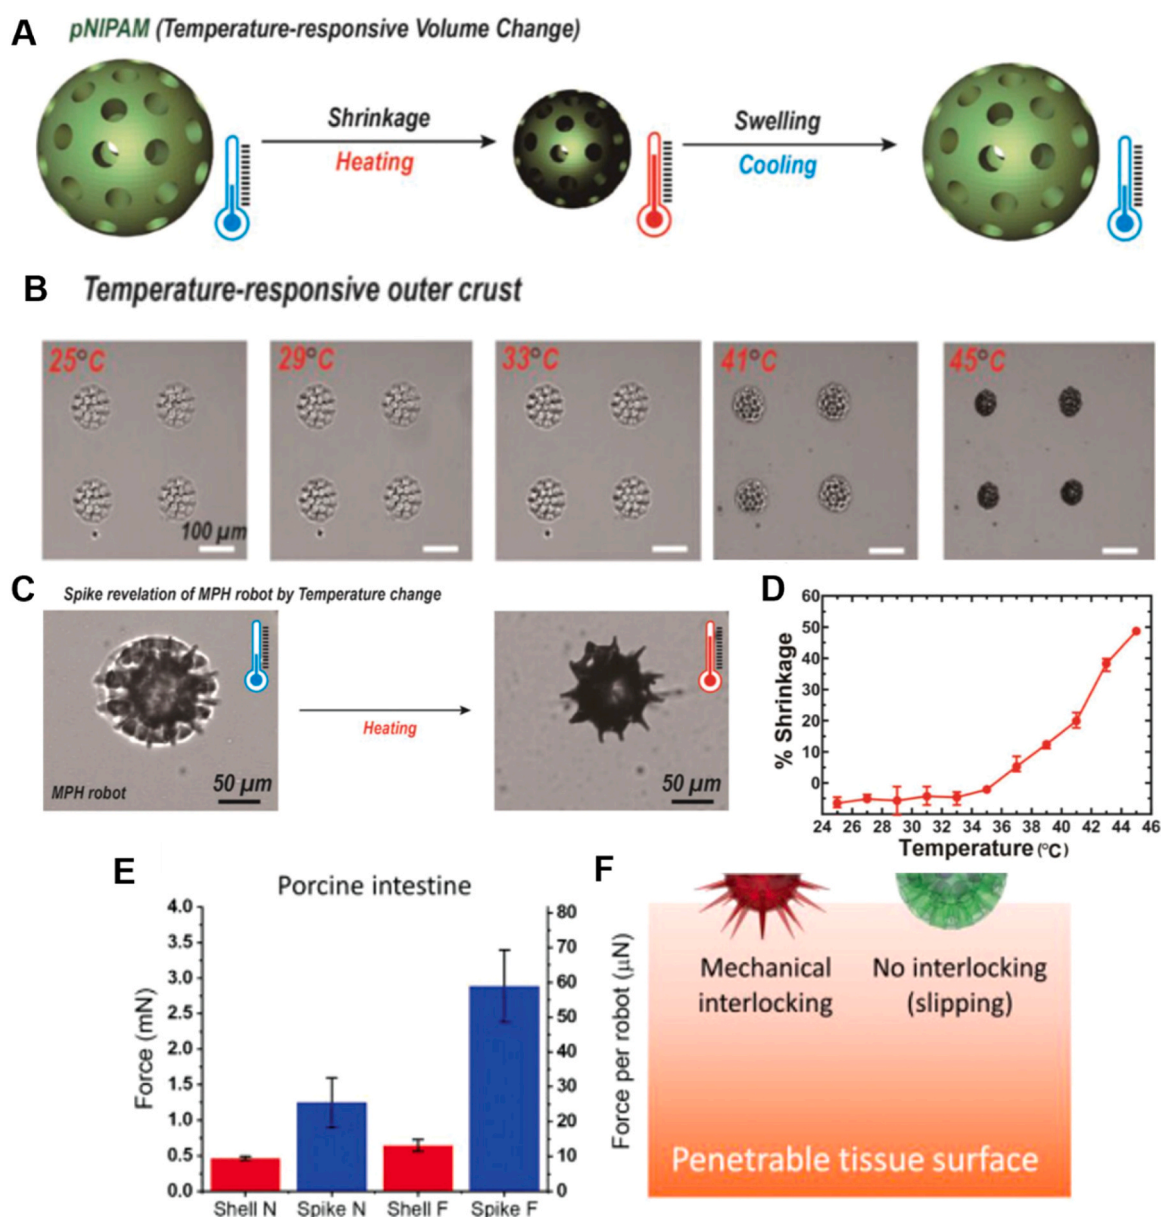 A
pNIPAM (Temperature-responsive Volume Change)
Shrinkage
Heating
Swelling
Cooling
B
Temperature-responsive outer crust
25°C
29°C
33°C
41°C
45°C
100 µm
C
Spike revelation of MPH robot by Temperature change
MPH robot
50 µm
Heating
50 µm
D
% Shrinkage
60
50
40
30
20
10
0
24 26 28 30 32 34 36 38 40 42 44 46
Temperature (°C)
E
Porcine intestine
Force (mN)
4.0
3.5
3.0
2.5
2.0
1.5
1.0
0.5
0.0
Shell N Spike N Shell F Spike F
80
70
60
50
40
30
20
10
0
Force per robot (µN)
F
Mechanical
interlocking
No interlocking
(slipping)
Penetrable tissue surface